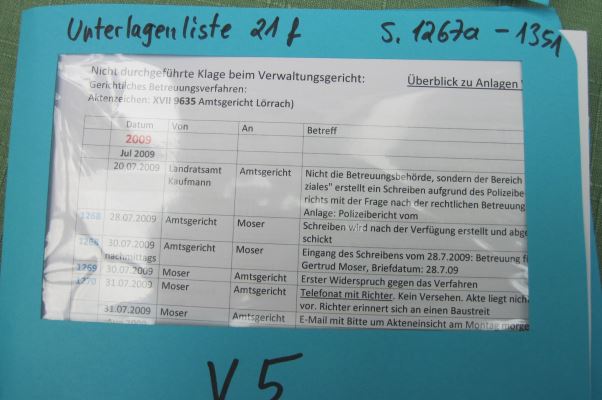 Unterlagenliste 21f S. 1267a - 1351
Nicht durchgeführte Klage beim Verwaltungsgericht: Überblick zu Anlagen
Gerichtliches Betreuungsverfahren:
Aktenzeichen: XVII 9635 Amtsgericht Lörrach)
Datum Von An Betreff
2009
Jul 2009
20.07.2009 Landratsamt Amtsgericht Nicht die Betreuungsbehörde, sondern der Bereich
Kaufmann ziales" erstellt ein Schreiben aufgrund des Polizeibe
richts mit der Frage nach der rechtlichen Betreuung
Anlage: Polizeibericht vom
1268 28.07.2009 Amtsgericht Moser Schreiben wird nach der Verfügung erstellt und abge
schickt
1268 30.07.2009 Amtsgericht Moser Eingang des Schreibens vom 28.7.2009: Betreuung
nachmittags Gertrud Moser, Briefdatum: 28.7.09
1269 30.07.2009 Moser Amtsgericht Erster Widerspruch gegen das Verfahren
1270 31.07.2009 Moser Amtsgericht Telefonat mit Richter. Kein Versehen. Akte liegt nich
vor. Richter erinnert sich an einen Baustreit
31.07.2009 Moser Amtsgericht E-Mail mit Bitte um Akteneinsicht am Montag morge
V 5